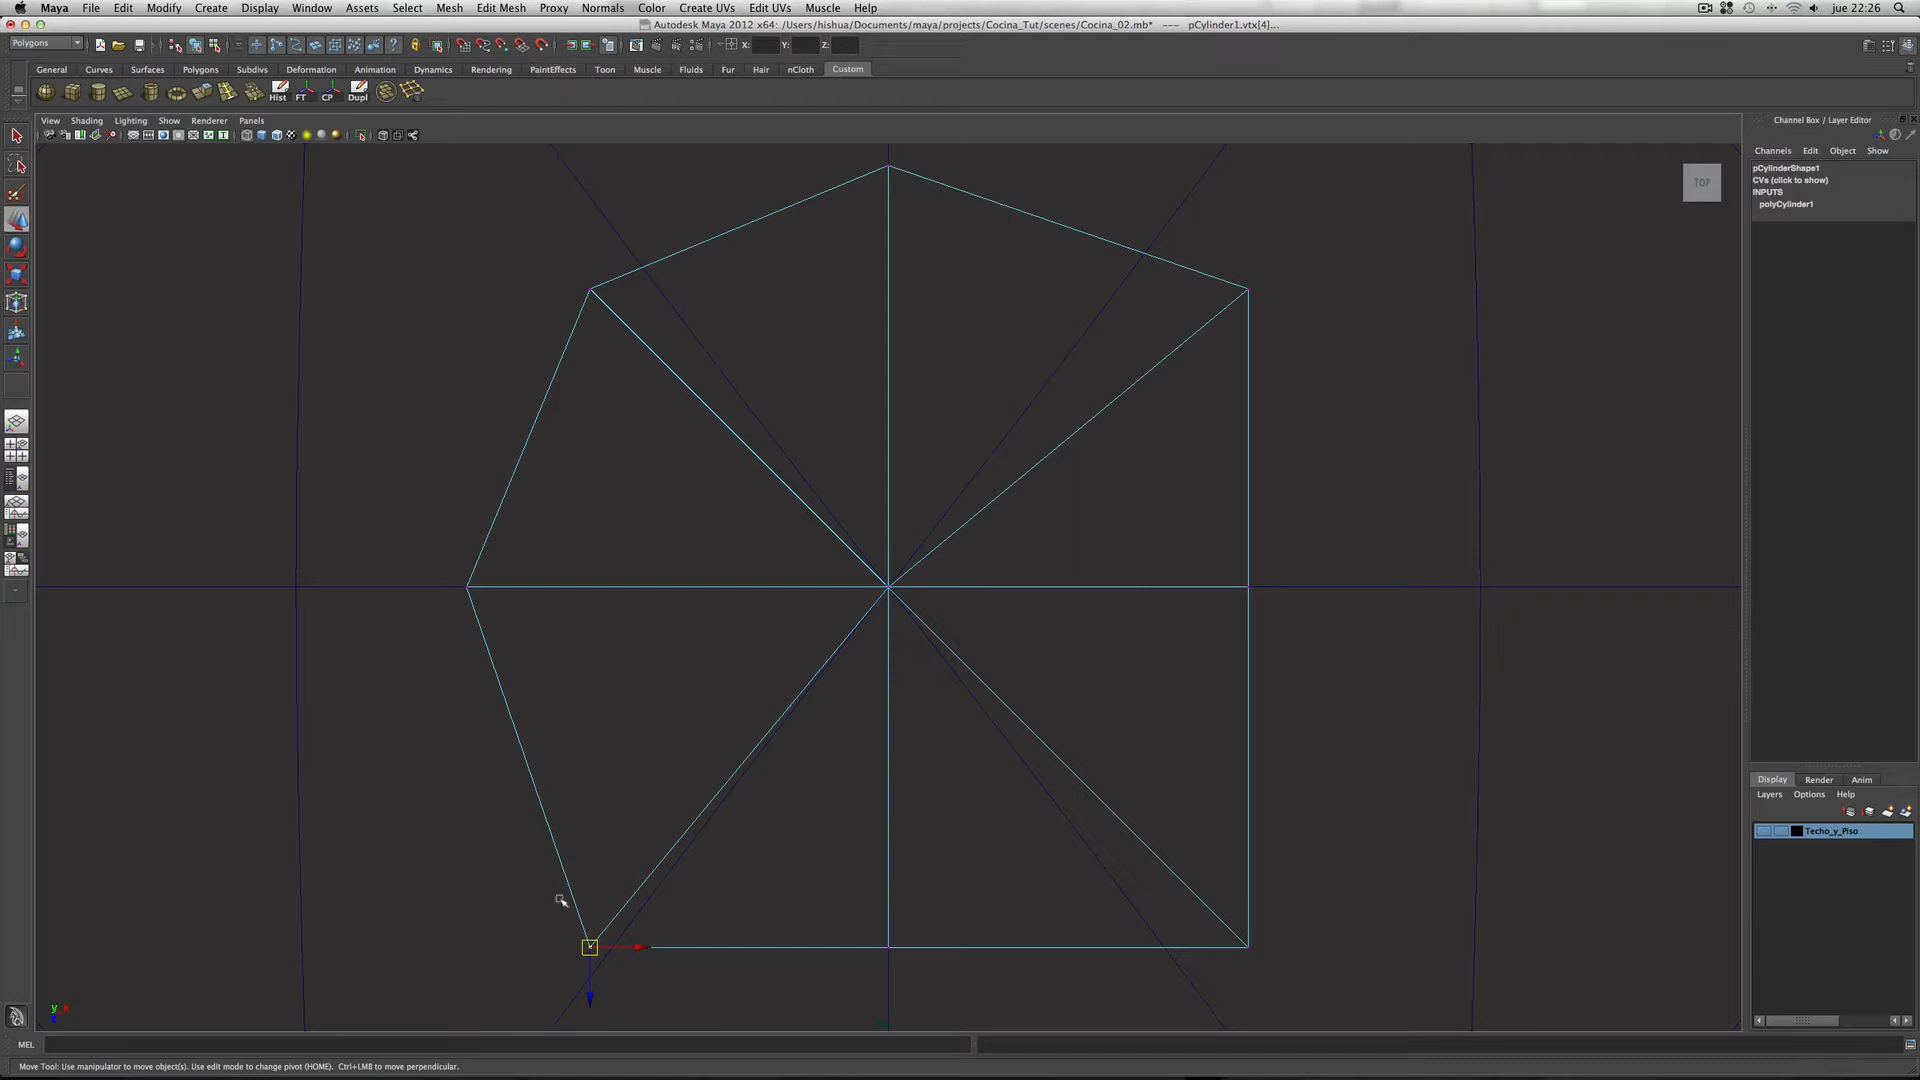 Maya File Edit Modify Create Display Window Assets Select Mesh Edit Mesh Proxy Normals Color Create UVs Edit UVs Muscle Help jue 22:26
Autodesk Maya 2012 x64: /Users/hishua/Documents/maya/projects/Cocina_Tut/scenes/Cocina_02.mb* --- pCylinder1.vtx[4]...
Polygons X: Y: Z:
General Curves Surfaces Polygons Subdivs Deformation Animation Dynamics Rendering PaintEffects Toon Muscle Fluids Fur Hair nCloth Custom
Hist FT CP Dupl
View Shading Lighting Show Renderer Panels
Channel Box / Layer Editor
Channels Edit Object Show
pCylinderShape1
CVs (click to show)
INPUTS
polyCylinder1
TOP
Display Render Anim
Layers Options Help
Techo_y_Piso
y x
z
MEL
Move Tool: Use manipulator to move object(s). Use edit mode to change pivot (HOME). Ctrl+LMB to move perpendicular.